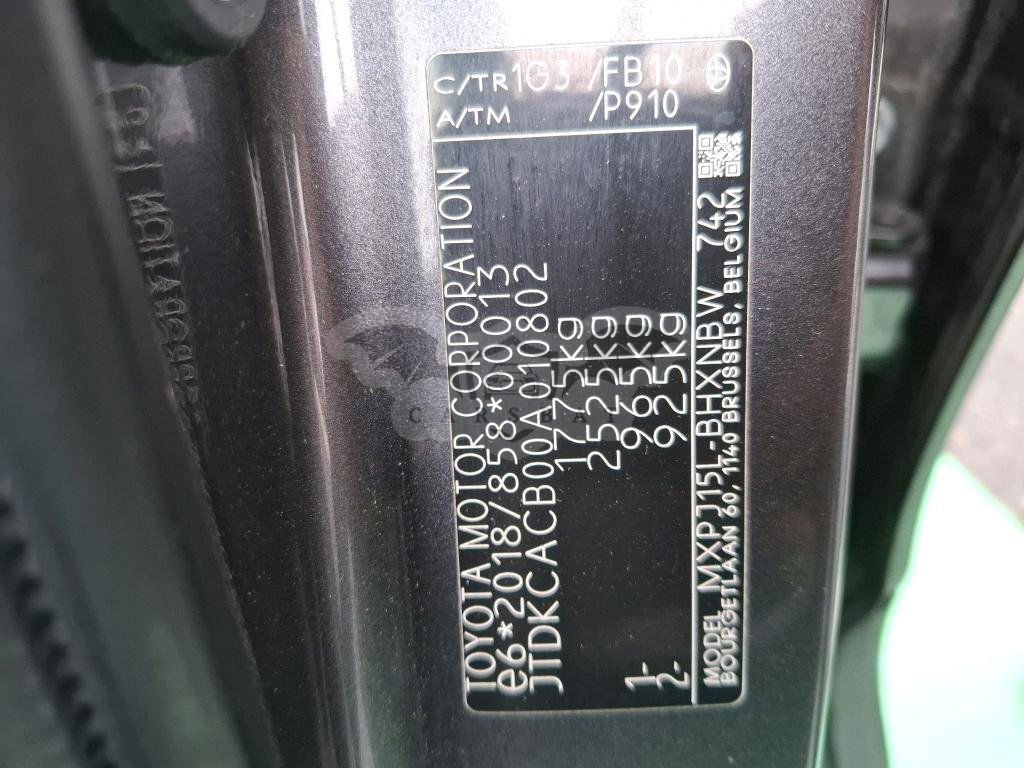 C/TR 1G3 /FB10
A/TM /P910
TOYOTA MOTOR CORPORATION
e6*2018/858*00013
JTDKCACB00A010802
1775kg
2525kg
1- 965kg
2- 925kg
MODEL MXPJ15L-BHXNBW 742
BOURGETLAAN 60, 1140 BRUSSELS, BELGIUM